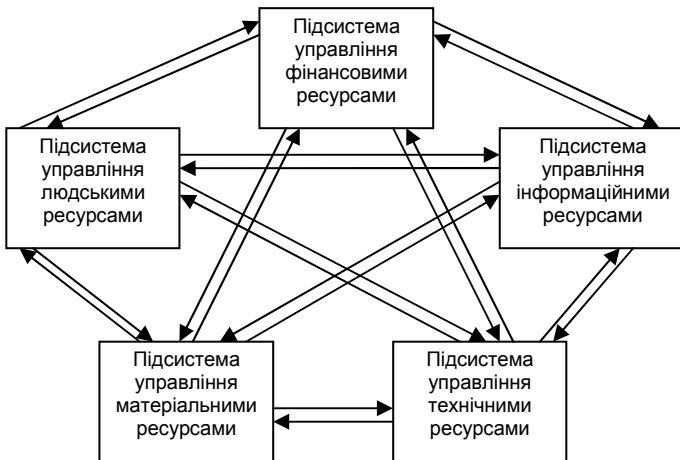 Підсистема
управління
фінансовими
ресурсами
Підсистема
управління
людськими
ресурсами
Підсистема
управління
інформаційними
ресурсами
Підсистема
управління
матеріальними
ресурсами
Підсистема
управління
технічними
ресурсами